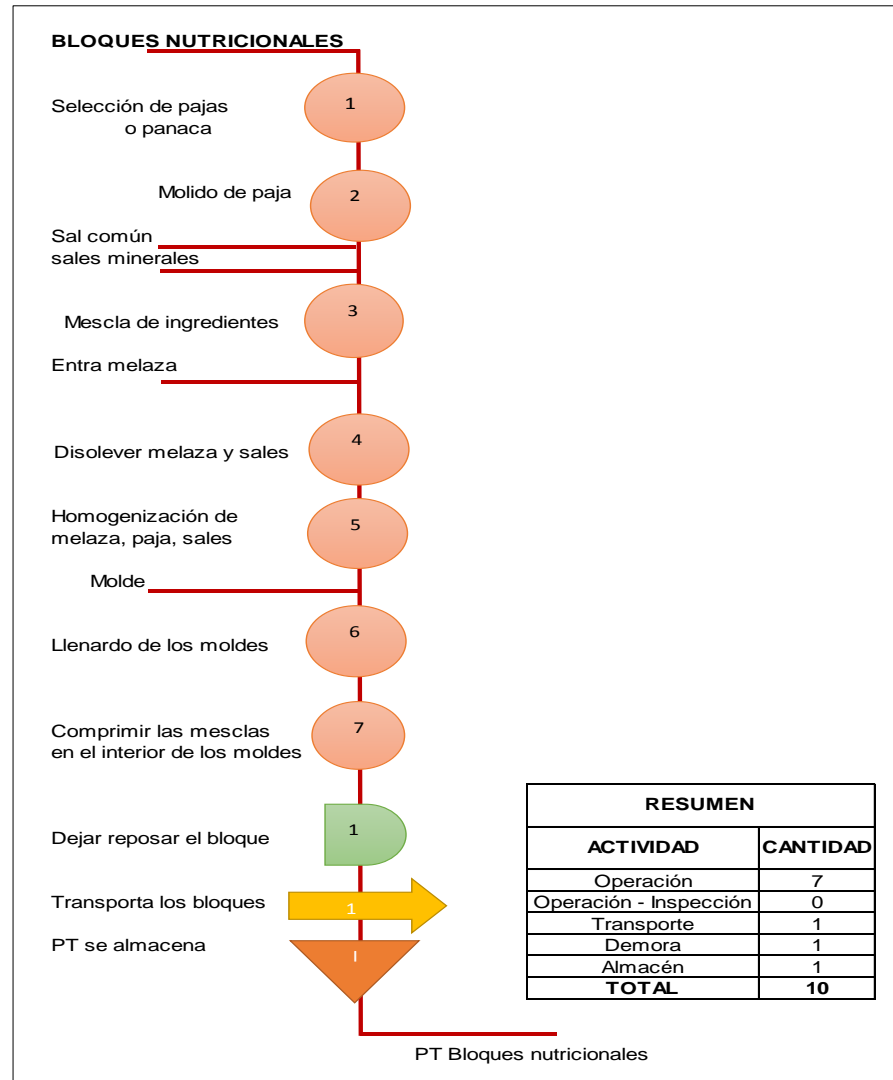 BLOQUES NUTRICIONALES
1
Selección de pajas
o panaca
2
Molido de paja
Sal común
sales minerales
3
Mescla de ingredientes
Entra melaza
4
Disolever melaza y sales
Homogenización de
melaza, paja, sales
5
Molde
6
Llenardo de los moldes
7
Comprimir las mesclas
en el interior de los moldes
1
Dejar reposar el bloque
Transporta los bloques
1
PT se almacena
I
PT Bloques nutricionales
RESUMEN
ACTIVIDAD CANTIDAD
Operación 7
Operación - Inspección 0
Transporte 1
Demora 1
Almacén 1
TOTAL 10